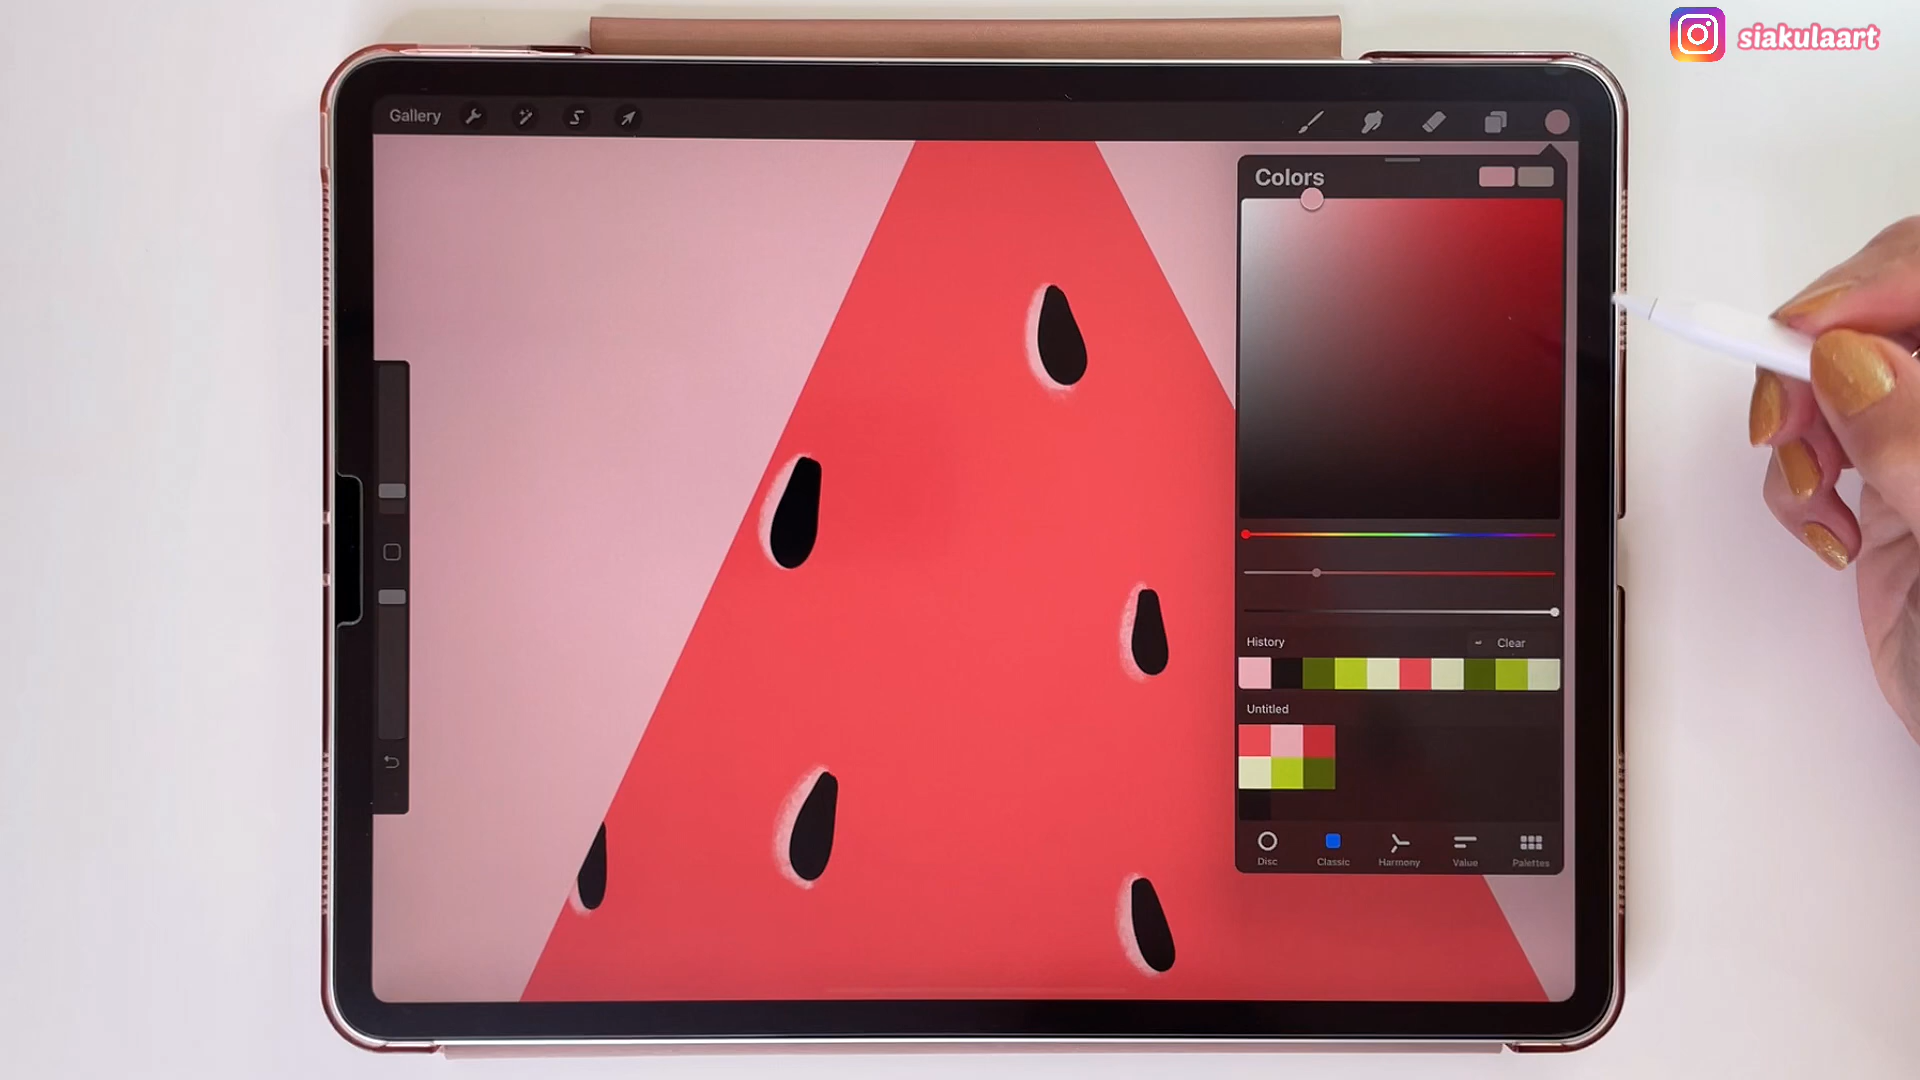 siakulaart
Gallery
Colors
History
Clear
Untitled
Disc
Classic
Harmony
Value
Palettes